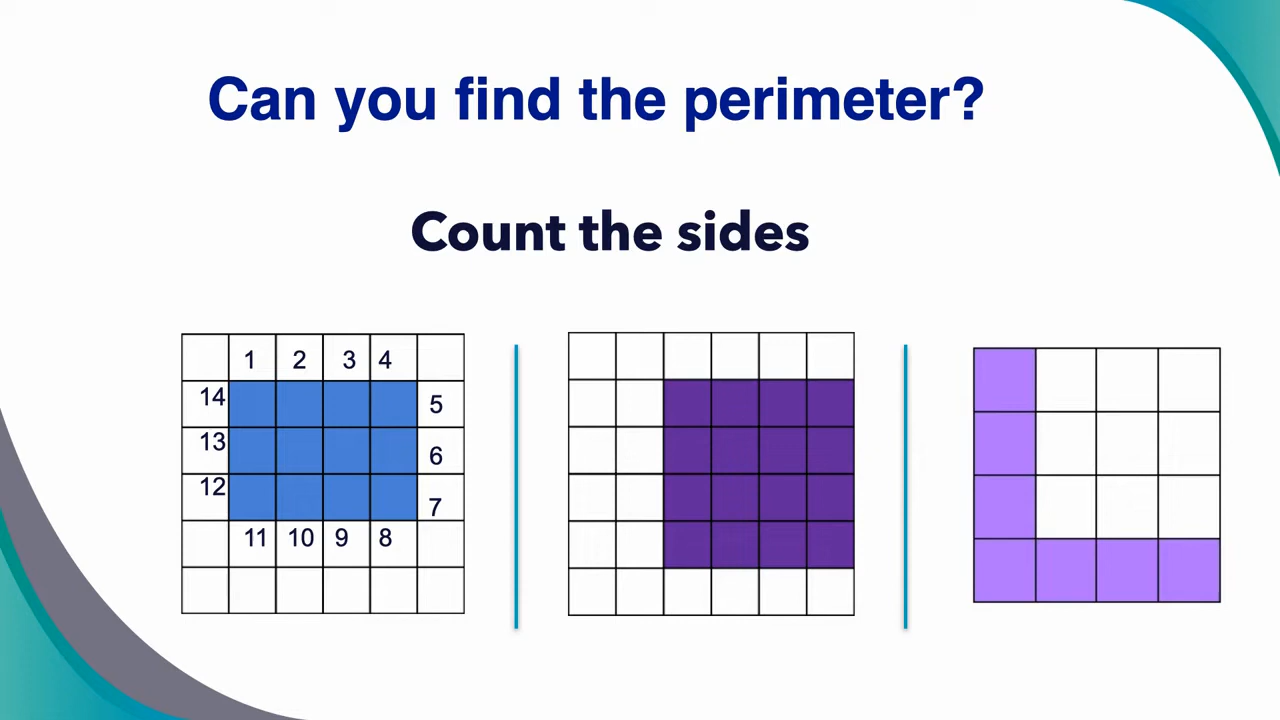 Can you find the perimeter?
Count the sides
1 2 3 4
14 5
13 6
12 7
11 10 9 8